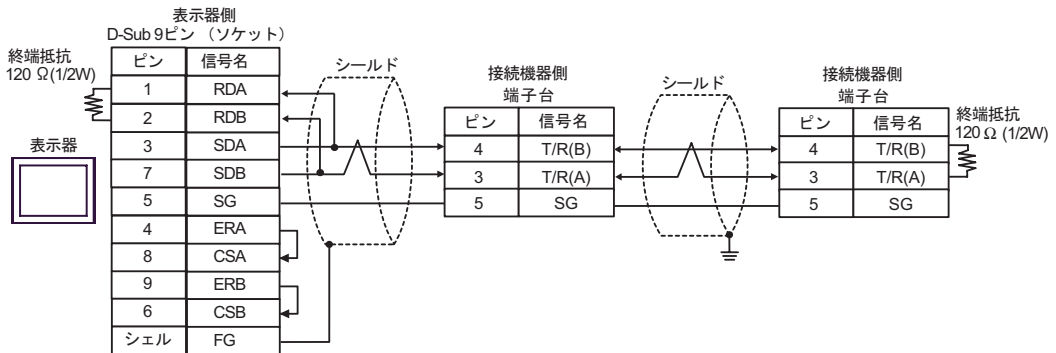 表示器側
D-Sub 9ピン （ソケット）
終端抵抗
120 Ω(1/2W)
ピン 信号名
1 RDA
2 RDB
3 SDA
7 SDB
5 SG
4 ERA
8 CSA
9 ERB
6 CSB
シェル FG
表示器
シールド
接続機器側
端子台
ピン 信号名
4 T/R(B)
3 T/R(A)
5 SG
シールド
接続機器側
端子台
ピン 信号名
4 T/R(B)
3 T/R(A)
5 SG
終端抵抗
120 Ω (1/2W)